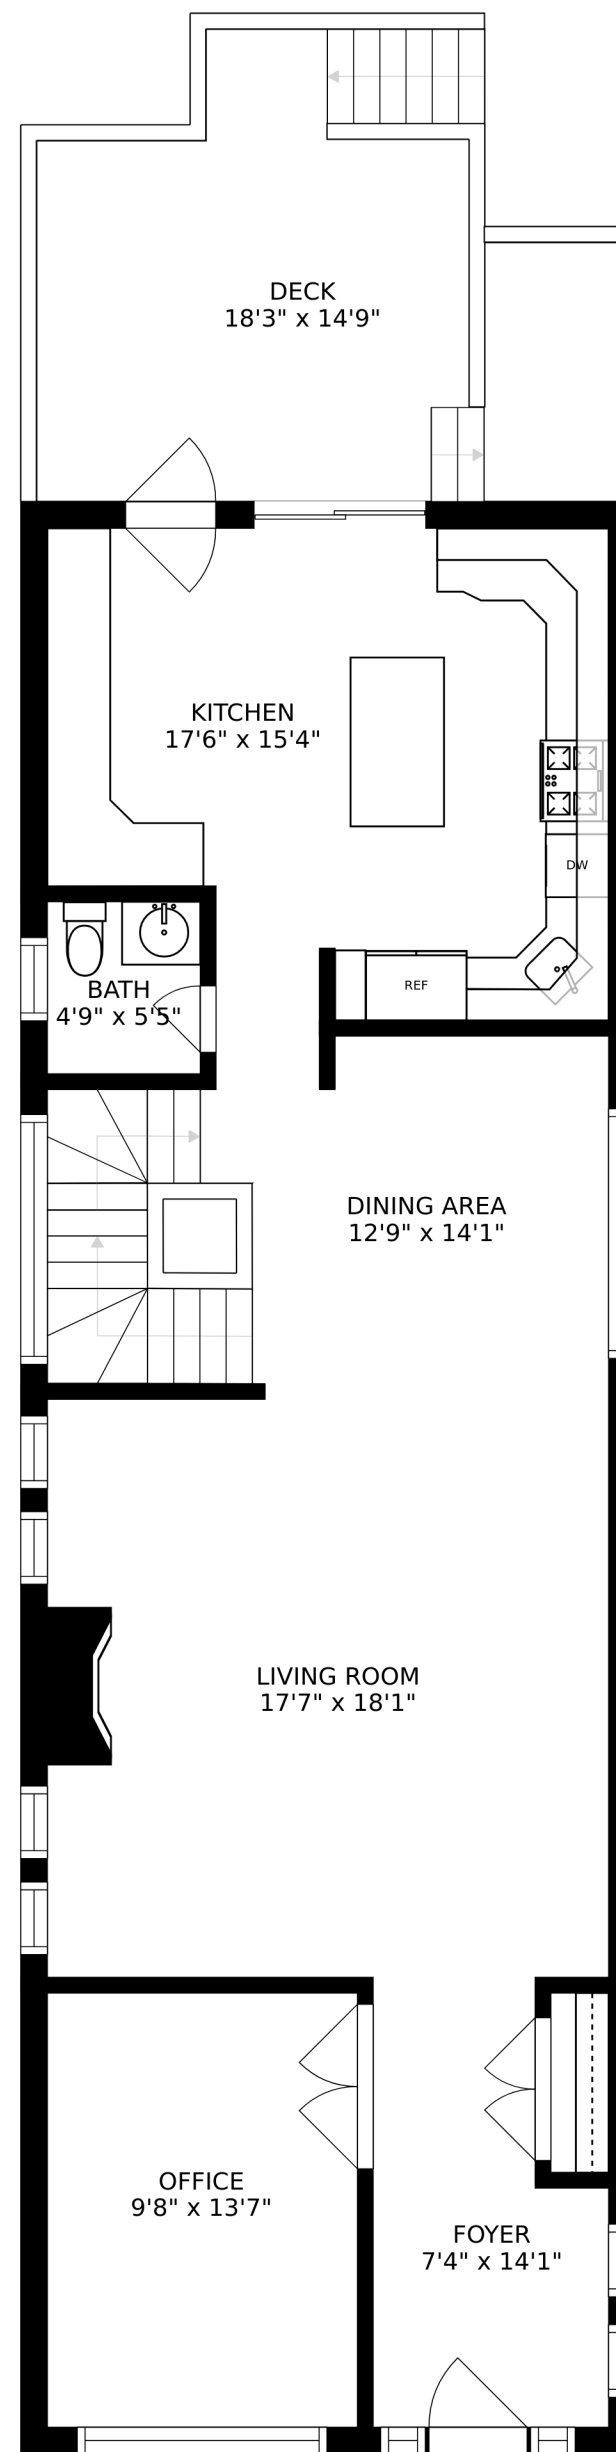 DECK
18'3" x 14'9"
KITCHEN
17'6" x 15'4"
DW
REF
BATH
4'9" x 5'5"
DINING AREA
12'9" x 14'1"
LIVING ROOM
17'7" x 18'1"
OFFICE
9'8" x 13'7"
FOYER
7'4" x 14'1"